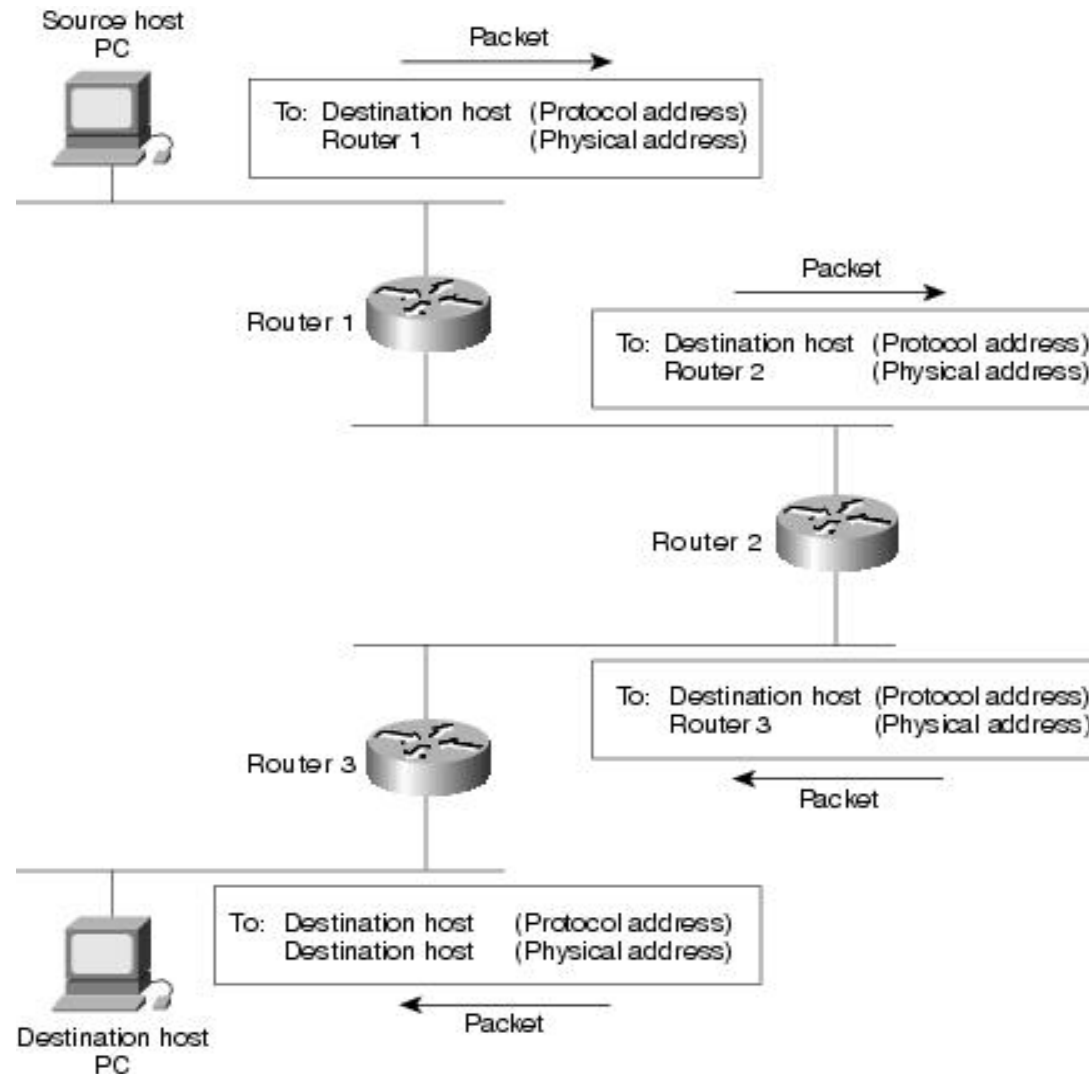 Source host
PC
Packet
To: Destination host (Protocol address)
Router 1 (Physical address)
Router 1
Packet
To: Destination host (Protocol address)
Router 2 (Physical address)
Router 2
To: Destination host (Protocol address)
Router 3 (Physical address)
Packet
Router 3
To: Destination host (Protocol address)
Destination host (Physical address)
Packet
Destination host
PC